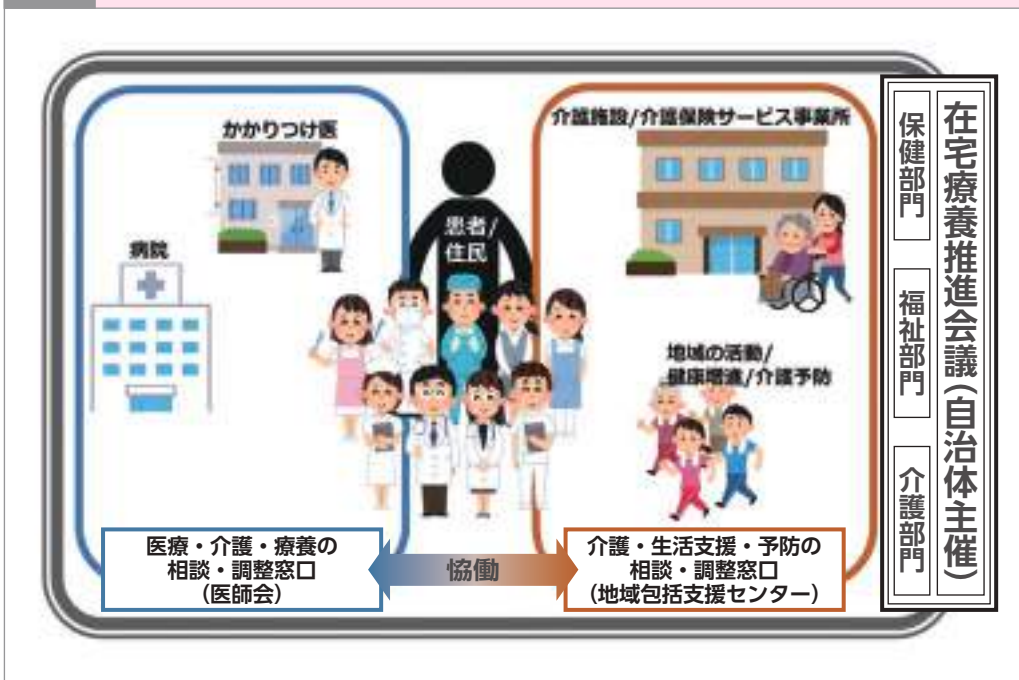 かかりつけ医
病院
患者/
住民
介護施設/介護保険サービス事業所
地域の活動/
健康増進/介護予防
医療・介護・療養の
相談・調整窓口
(医師会)
協働
介護・生活支援・予防の
相談・調整窓口
(地域包括支援センター)
在宅療養推進会議(自治体主催)
保健部門
福祉部門
介護部門